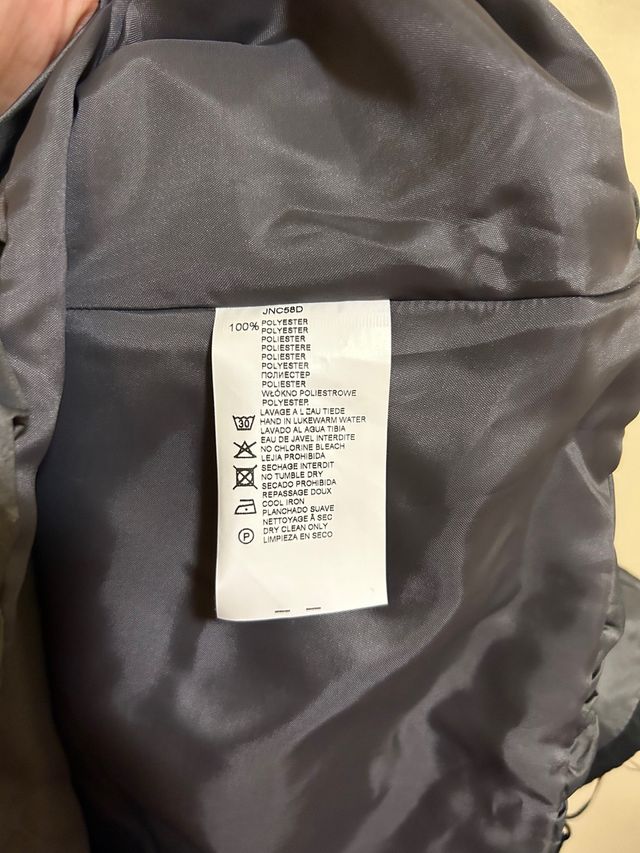 JNC58D
100% POLYESTER
POLYESTER
POLIESTER
POLIESTERE
POLIESTER
POLYESTER
ПОЛИЕСТЕР
POLIESTER
WŁÓKNO POLIESTROWE
POLYESTER
LAVAGE A L'EAU TIEDE
30 HAND IN LUKEWARM WATER
LAVADO AL AGUA TIBIA
EAU DE JAVEL INTERDITE
NO CHLORINE BLEACH
LEJIA PROHIBIDA
SECHAGE INTERDIT
NO TUMBLE DRY
SECADO PROHIBIDA
REPASSAGE DOUX
COOL IRON
PLANCHADO SUAVE
NETTOYAGE À SEC
P DRY CLEAN ONLY
LIMPIEZA EN SECO